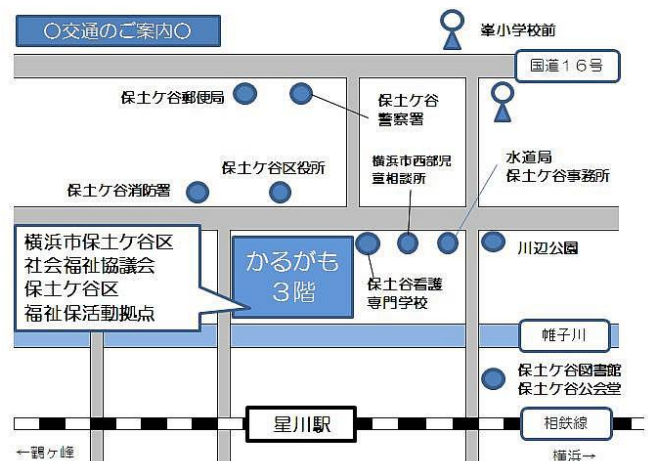 〇交通のご案内〇
峯小学校前
国道16号
保土ケ谷郵便局
保土ケ谷
警察署
横浜市西部児
童相談所
水道局
保土ケ谷事務所
保土ケ谷区役所
保土ケ谷消防署
横浜市保土ケ谷区
社会福祉協議会
保土ケ谷区
福祉保活動拠点
かるがも
3階
保土谷看護
専門学校
川辺公園
帷子川
保土ケ谷図書館
保土ケ谷公会堂
星川駅
相鉄線
←鶴ヶ峰
横浜→